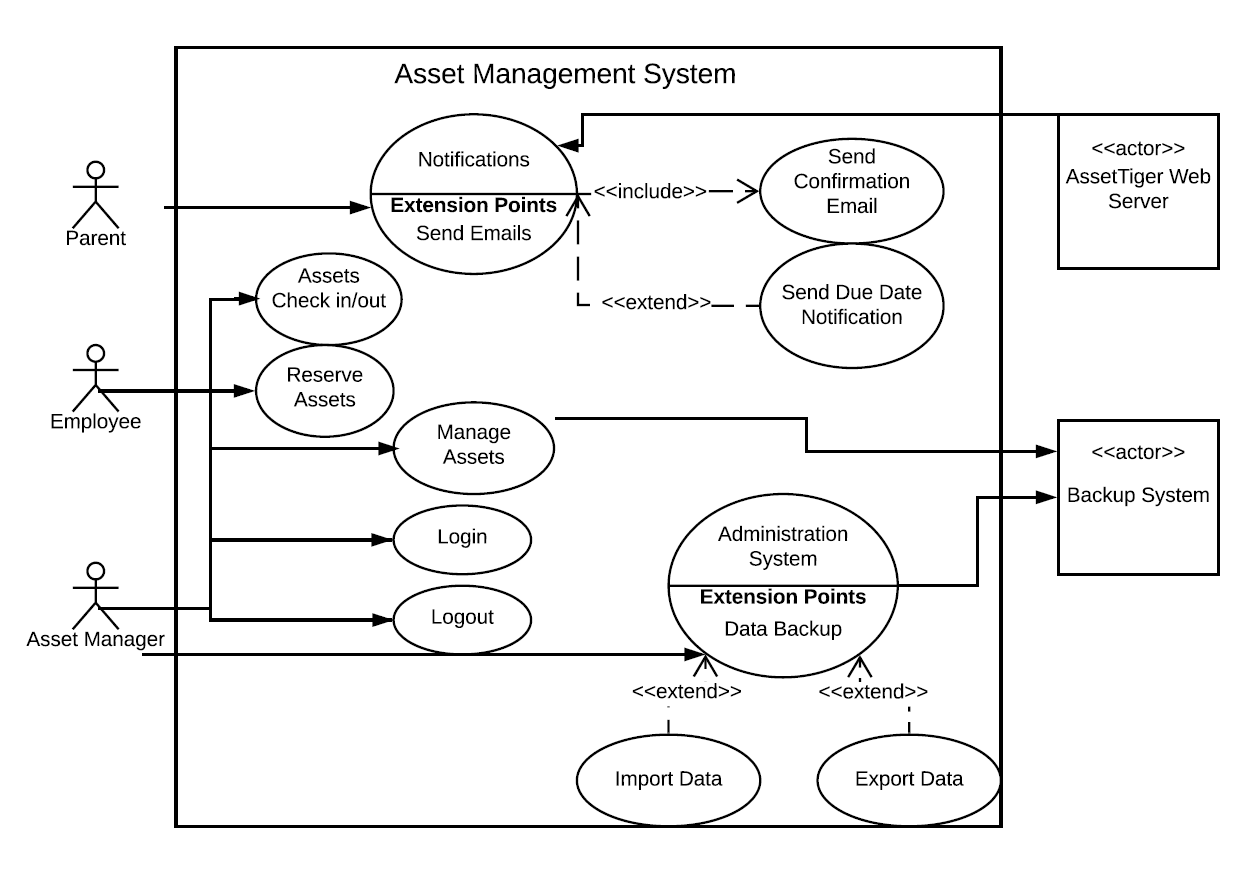 Asset Management System
Notifications
Extension Points
Send Emails
<<include>>
Send
Confirmation
Email
<<actor>>
AssetTiger Web
Server
Parent
Assets
Check in/out
<<extend>>
Send Due Date
Notification
Employee
Reserve
Assets
Manage
Assets
<<actor>>
Backup System
Login
Administration
System
Extension Points
Data Backup
Logout
Asset Manager
<<extend>>
<<extend>>
Import Data
Export Data